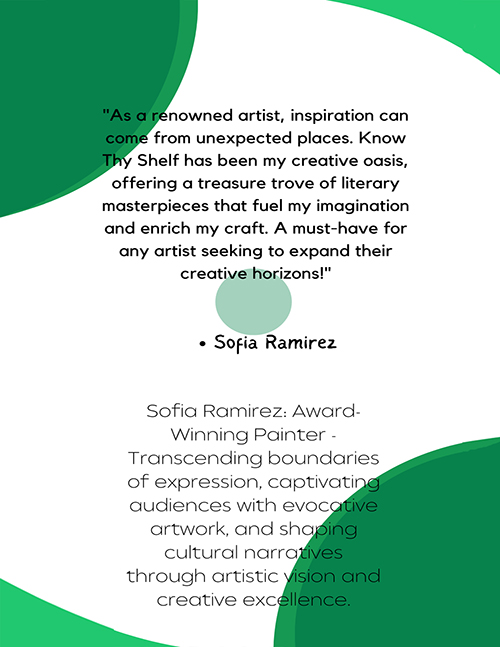 "As a renowned artist, inspiration can
come from unexpected places. Know
Thy Shelf has been my creative oasis,
offering a treasure trove of literary
masterpieces that fuel my imagination
and enrich my craft. A must-have for
any artist seeking to expand their
creative horizons!"
• Sofia Ramirez
Sofia Ramirez: Award-
Winning Painter -
Transcending boundaries
of expression, captivating
audiences with evocative
artwork, and shaping
cultural narratives
through artistic vision and
creative excellence.